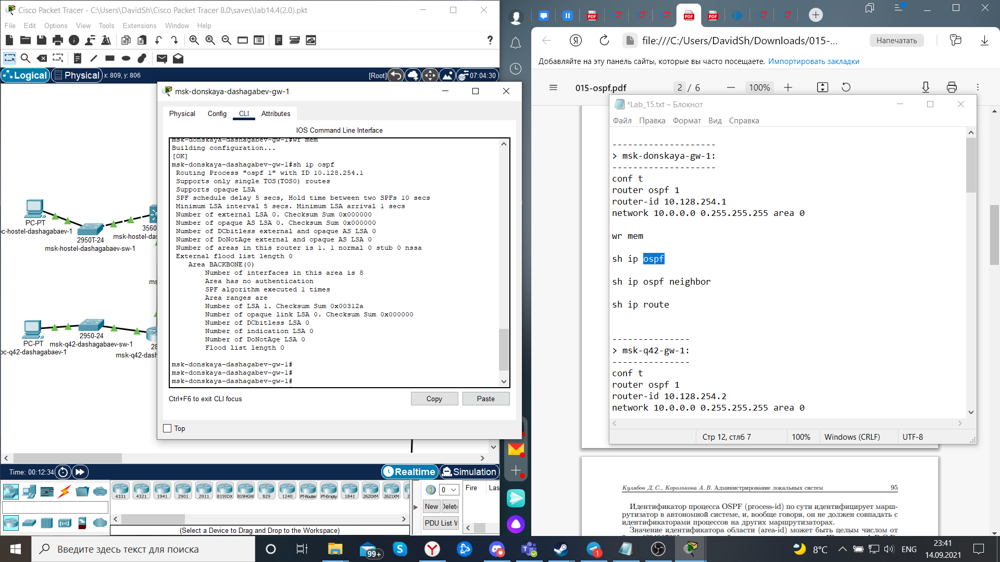 Cisco Packet Tracer - C:\Users\DavidSh\Cisco Packet Tracer 8.0\saves\lab14.4(2.0).pkt
File Edit Options View Tools Extensions Window Help
Logical Physical x: 809, y: 806 [Root] 07:04:30
PC-PT
oc-hostel-dashagabaev-1
2950T-24
msk-hostel-dashagabaev-sw-1
3560
msk-hostel-das
ms
PC-PT
oc-q42-dashagabaev-1
2950-24
msk-q42-dashagabaev-sw-1
28
msk-q42-dash
msk-donskaya-dashagabev-gw-1
Physical Config CLI Attributes
IOS Command Line Interface
msk-donskaya-dashagabev-gw-1#wr mem
Building configuration...
[OK]
msk-donskaya-dashagabev-gw-1#sh ip ospf
Routing Process "ospf 1" with ID 10.128.254.1
Supports only single TOS(TOS0) routes
Supports opaque LSA
SPF schedule delay 5 secs, Hold time between two SPFs 10 secs
Minimum LSA interval 5 secs. Minimum LSA arrival 1 secs
Number of external LSA 0. Checksum Sum 0x000000
Number of opaque AS LSA 0. Checksum Sum 0x000000
Number of DCbitless external and opaque AS LSA 0
Number of DoNotAge external and opaque AS LSA 0
Number of areas in this router is 1. 1 normal 0 stub 0 nssa
External flood list length 0
Area BACKBONE(0)
Number of interfaces in this area is 8
Area has no authentication
SPF algorithm executed 1 times
Area ranges are
Number of LSA 1. Checksum Sum 0x00312a
Number of opaque link LSA 0. Checksum Sum 0x000000
Number of DCbitless LSA 0
Number of indication LSA 0
Number of DoNotAge LSA 0
Flood list length 0
msk-donskaya-dashagabev-gw-1#
msk-donskaya-dashagabev-gw-1#
msk-donskaya-dashagabev-gw-1#
Ctrl+F6 to exit CLI focus
Copy Paste
Top
Time: 00:12:34
Realtime Simulation
4331 4321 1941 2901 2911 819IOX 819HGW 829 1240 PT-Router PT-Empty 1841 2620XM 2621XM 2
(Select a Device to Drag and Drop to the Workspace)
0
New Delete
PDU List W
Fire Las
file:///C:/Users/DavidSh/Downloads/015-...
Напечатать
Добавляйте на эту панель сайты, которые вы часто посещаете. Импортировать закладки
015-ospf.pdf 2 / 6 100%
*Lab_15.txt – Блокнот
Файл Правка Формат Вид Справка
--------------------
> msk-donskaya-gw-1:
--------------------
conf t
router ospf 1
router-id 10.128.254.1
network 10.0.0.0 0.255.255.255 area 0
wr mem
sh ip ospf
sh ip ospf neighbor
sh ip route
---------------
> msk-q42-gw-1:
---------------
conf t
router ospf 1
router-id 10.128.254.2
network 10.0.0.0 0.255.255.255 area 0
Стр 12, стлб 7 100% Windows (CRLF) UTF-8
Кулябов Д. С., Королькова А. В. Администрирование локальных систем 95
Идентификатор процесса OSPF (process-id) по сути идентифицирует марш-
рутизатор в автономной системе, и, вообще говоря, он не должен совпадать с
идентификаторами процессов на других маршрутизаторах.
Значение идентификатора области (area-id) может быть целым числом от
Введите здесь текст для поиска
99+
1
8°C
ENG
23:41
14.09.2021